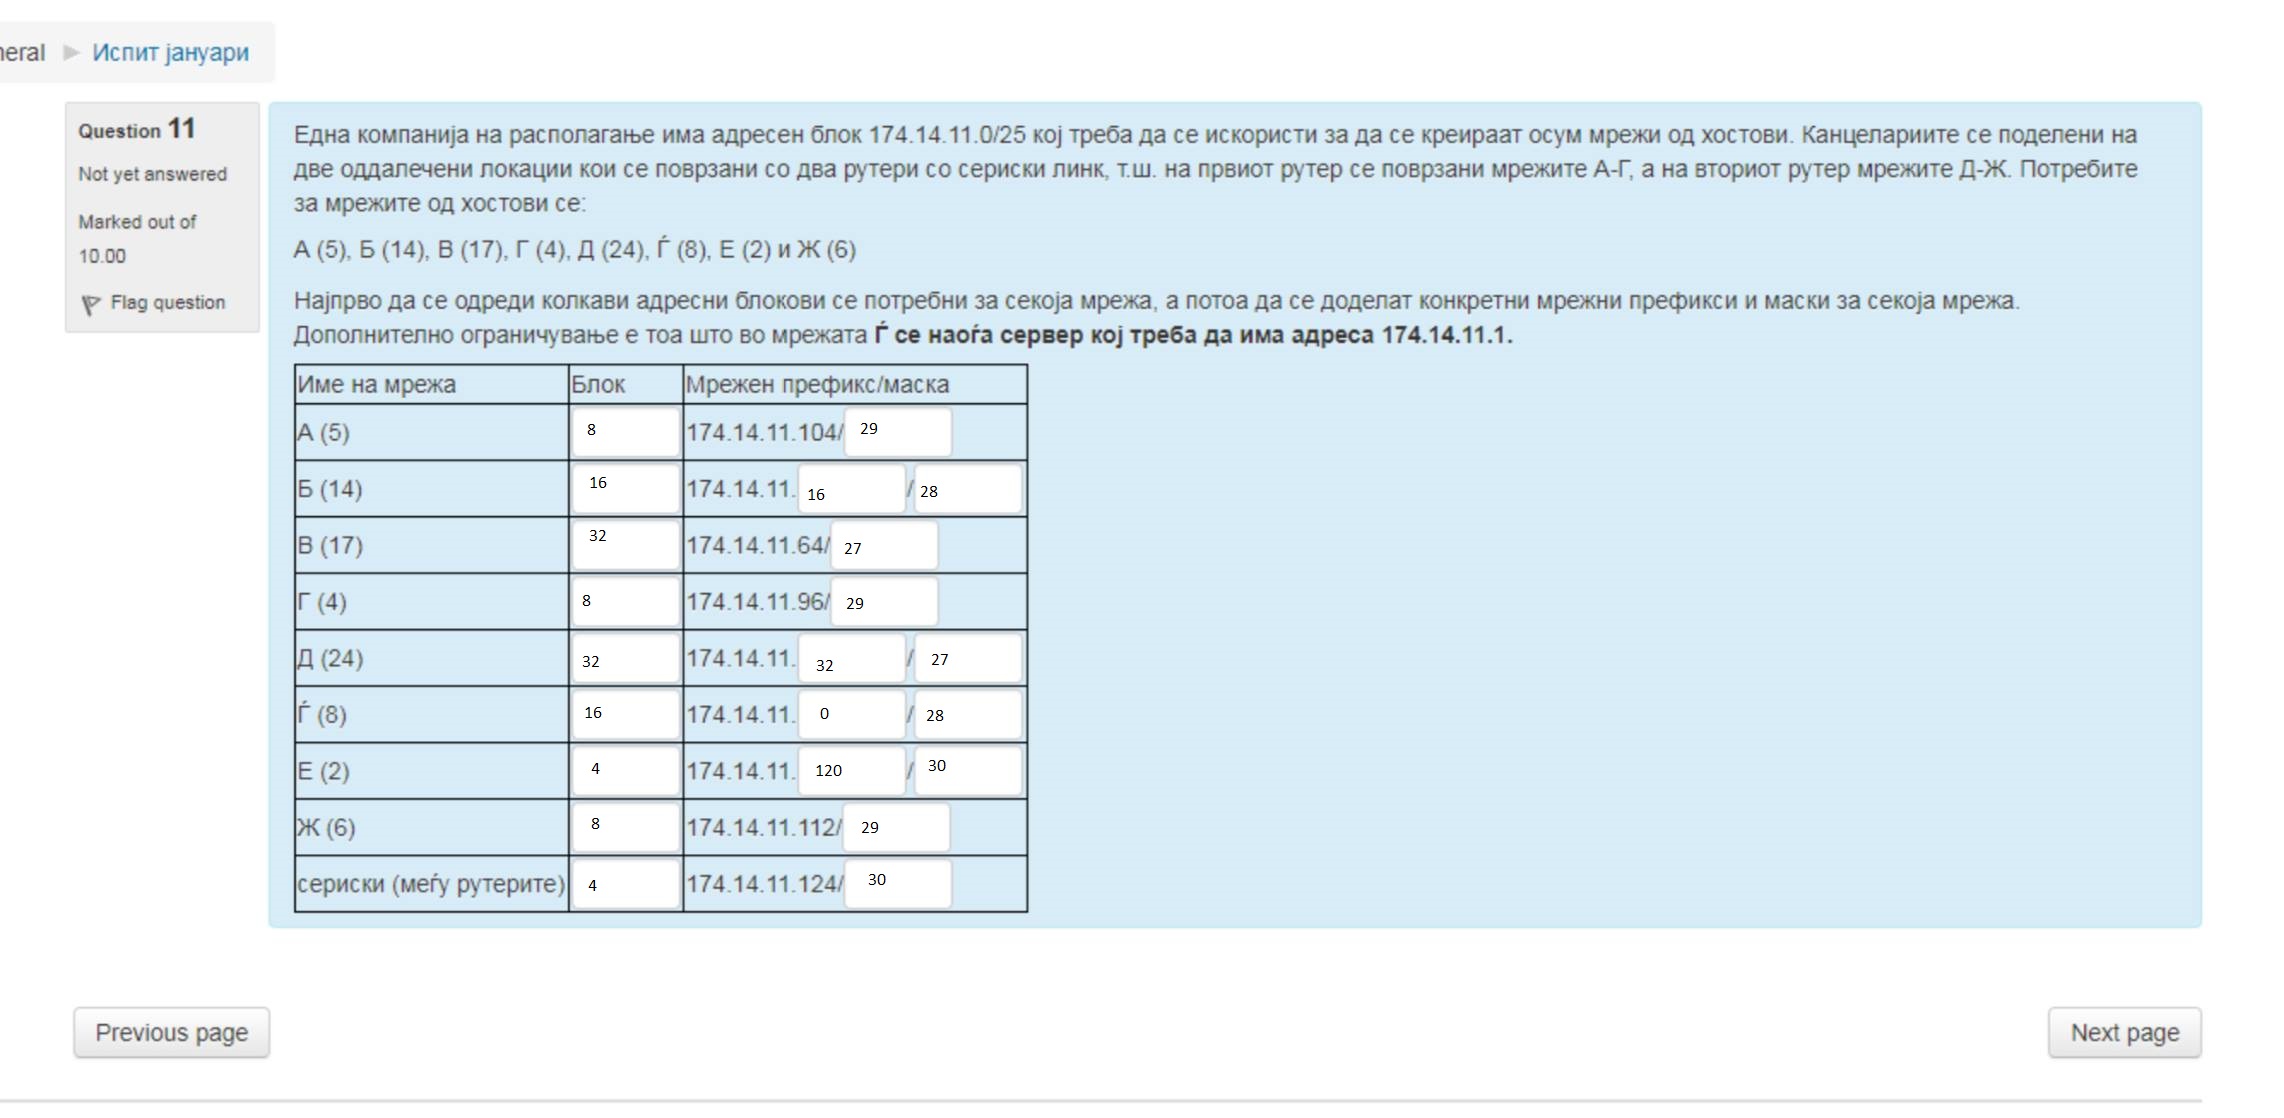 neral ▶ Испит јануари
Question 11
Not yet answered
Marked out of
10.00
Flag question
Една компанија на располагање има адресен блок 174.14.11.0/25 кој треба да се искористи за да се креираат осум мрежи од хостови. Канцелариите се поделени на
две оддалечени локации кои се поврзани со два рутери со сериски линк, т.ш. на првиот рутер се поврзани мрежите А-Г, а на вториот рутер мрежите Д-Ж. Потребите
за мрежите од хостови се:
А (5), Б (14), В (17), Г (4), Д (24), Ѓ (8), Е (2) и Ж (6)
Најпрво да се одреди колкави адресни блокови се потребни за секоја мрежа, а потоа да се доделат конкретни мрежни префикси и маски за секоја мрежа.
Дополнително ограничување е тоа што во мрежата Ѓ се наоѓа сервер кој треба да има адреса 174.14.11.1.
Име на мрежа Блок Мрежен префикс/маска
А (5) 8 174.14.11.104/ 29
Б (14) 16 174.14.11. 16 / 28
В (17) 32 174.14.11.64/ 27
Г (4) 8 174.14.11.96/ 29
Д (24) 32 174.14.11. 32 / 27
Ѓ (8) 16 174.14.11. 0 / 28
Е (2) 4 174.14.11. 120 / 30
Ж (6) 8 174.14.11.112/ 29
сериски (меѓу рутерите) 4 174.14.11.124/ 30
Previous page
Next page